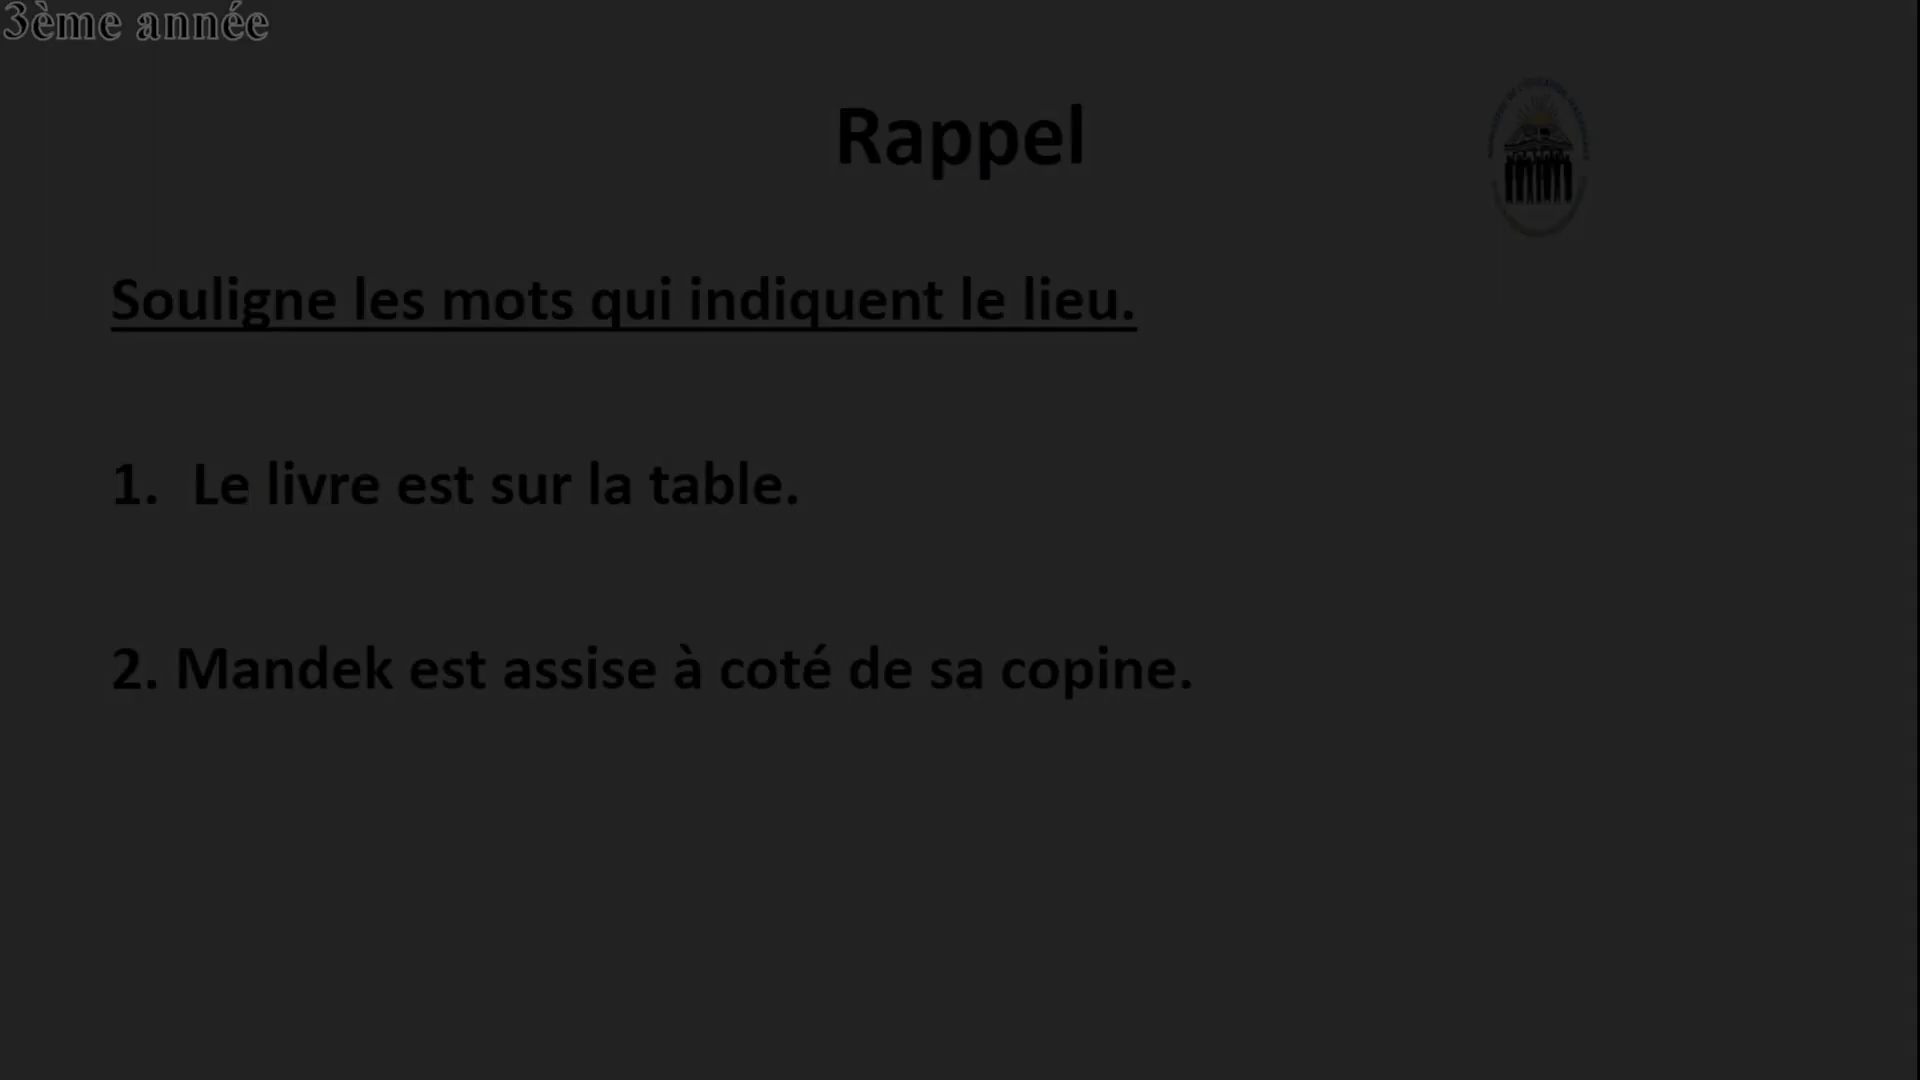 3ème année
Rappel
Souligne les mots qui indiquent le lieu.
1. Le livre est sur la table.
2. Mandek est assise à coté de sa copine.